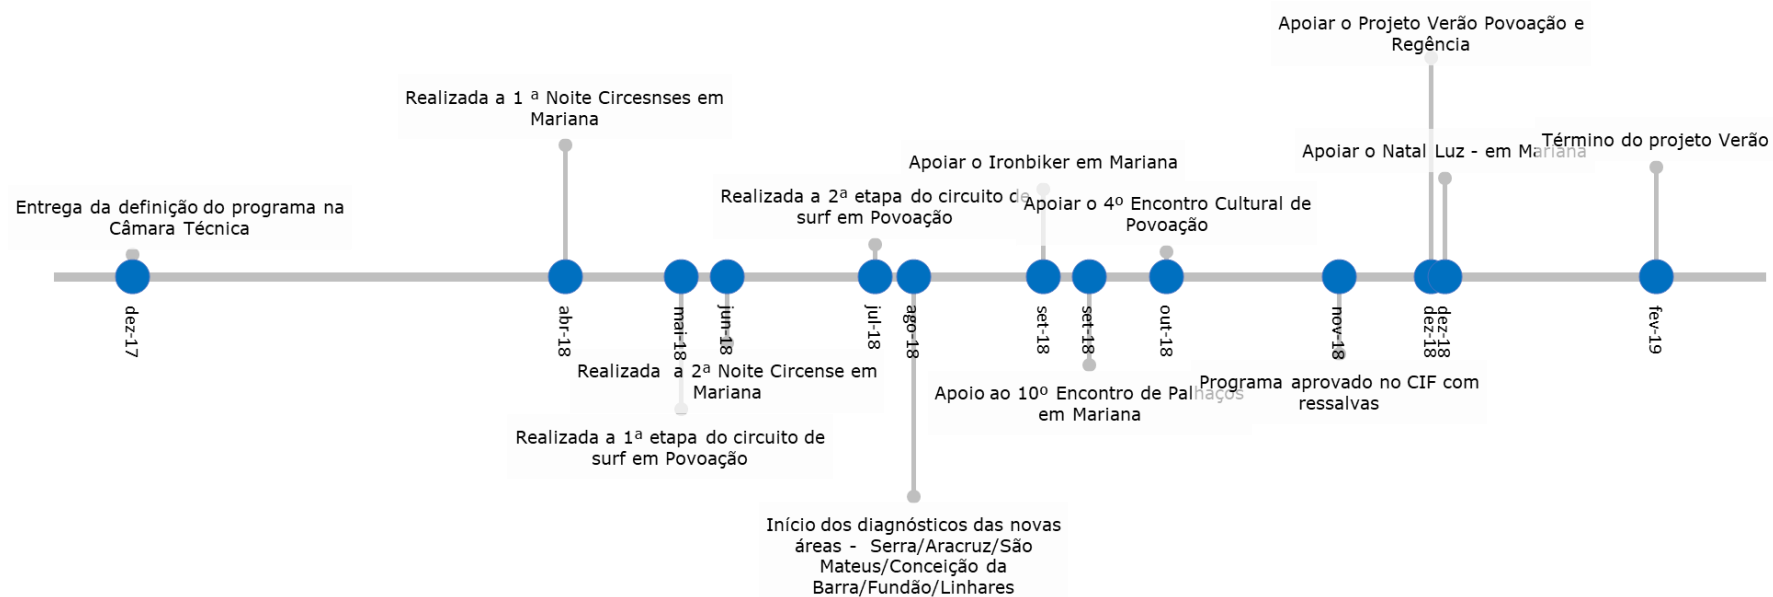 Apoiar o Projeto Verão Povoação e
Regência
Realizada a 1 ª Noite Circesnses em
Mariana
Apoiar o Natal Luz - em Mariana
Término do projeto Verão
Apoiar o Ironbiker em Mariana
Realizada a 2ª etapa do circuito de
surf em Povoação
Apoiar o 4º Encontro Cultural de
Povoação
Entrega da definição do programa na
Câmara Técnica
dez-17
abr-18
mai-18
jun-18
jul-18
ago-18
set-18
set-18
out-18
nov-18
dez-18
dez-18
fev-19
Realizada  a 2ª Noite Circense em
Mariana
Apoio ao 10º Encontro de Palhaços
em Mariana
Programa aprovado no CIF com
ressalvas
Realizada a 1ª etapa do circuito de
surf em Povoação
Início dos diagnósticos das novas
áreas -  Serra/Aracruz/São
Mateus/Conceição da
Barra/Fundão/Linhares